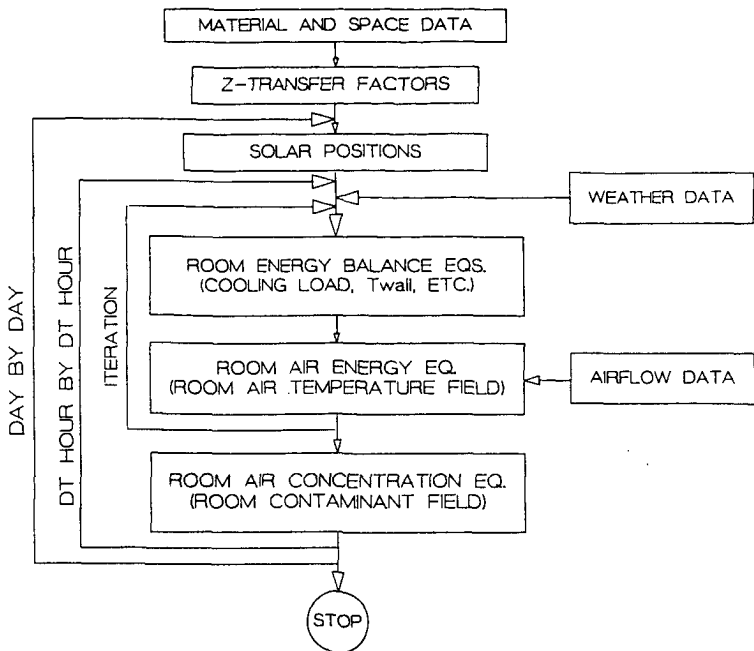 MATERIAL AND SPACE DATA
Z-TRANSFER FACTORS
SOLAR POSITIONS
WEATHER DATA
ROOM ENERGY BALANCE EQS.
(COOLING LOAD, Twall, ETC.)
ROOM AIR ENERGY EQ.
(ROOM AIR TEMPERATURE FIELD)
AIRFLOW DATA
ROOM AIR CONCENTRATION EQ.
(ROOM CONTAMINANT FIELD)
STOP
DAY BY DAY
DT HOUR BY DT HOUR
ITERATION